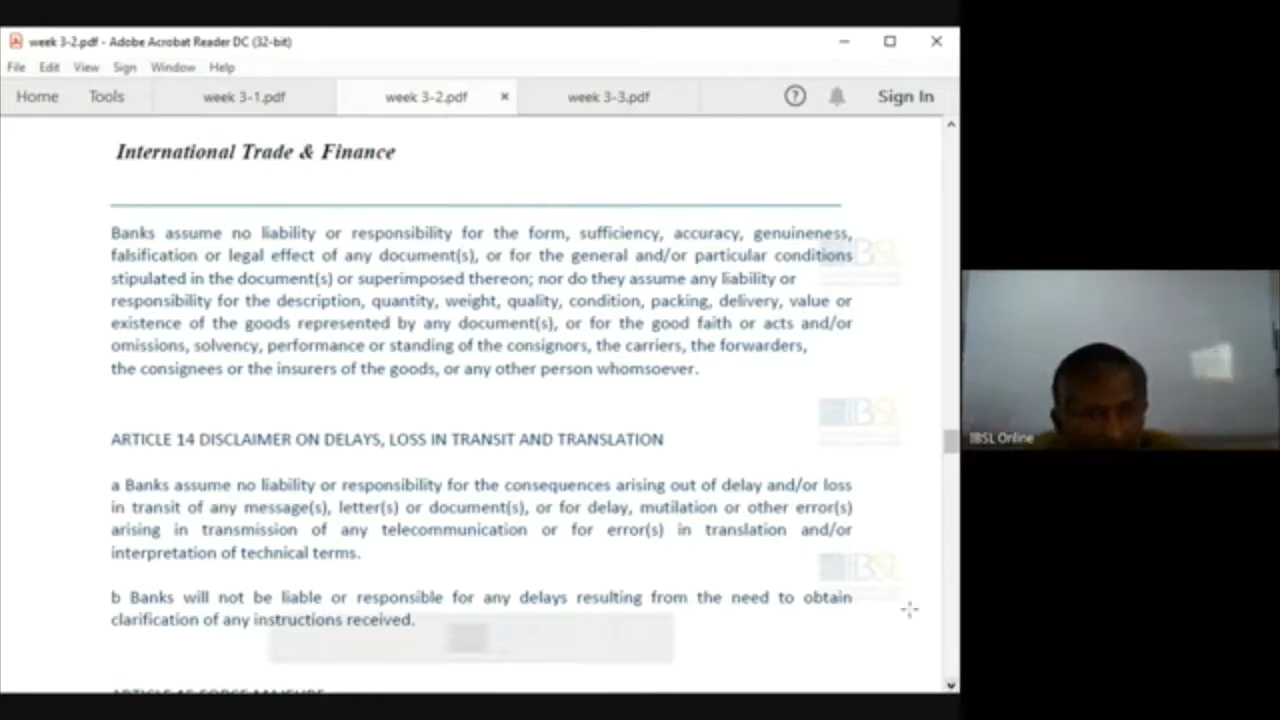 week 3-2.pdf - Adobe Acrobat Reader DC (32-bit)
File Edit View Sign Window Help
Home Tools week 3-1.pdf week 3-2.pdf × week 3-3.pdf ? Sign In
International Trade & Finance
Banks assume no liability or responsibility for the form, sufficiency, accuracy, genuineness,
falsification or legal effect of any document(s), or for the general and/or particular conditions
stipulated in the document(s) or superimposed thereon; nor do they assume any liability or
responsibility for the description, quantity, weight, quality, condition, packing, delivery, value or
existence of the goods represented by any document(s), or for the good faith or acts and/or
omissions, solvency, performance or standing of the consignors, the carriers, the forwarders,
the consignees or the insurers of the goods, or any other person whomsoever.
IBSL
ARTICLE 14 DISCLAIMER ON DELAYS, LOSS IN TRANSIT AND TRANSLATION
IBSL
a Banks assume no liability or responsibility for the consequences arising out of delay and/or loss
in transit of any message(s), letter(s) or document(s), or for delay, mutilation or other error(s)
arising in transmission of any telecommunication or for error(s) in translation and/or
interpretation of technical terms.
IBSL
b Banks will not be liable or responsible for any delays resulting from the need to obtain
clarification of any instructions received.
ARTICLE 15 FORCE MAJEURE
IBSL Online